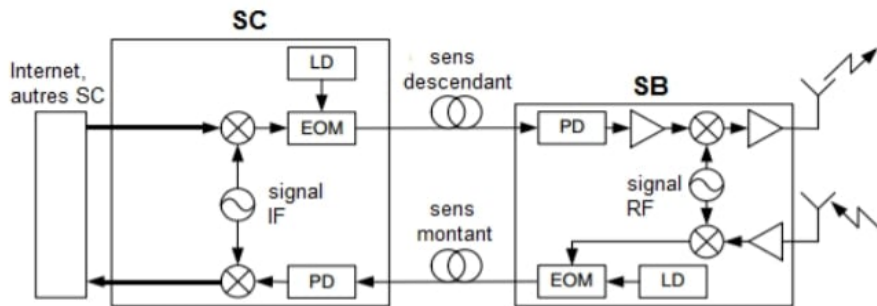 SC
LD
sens
descendant
Internet,
autres SC
SB
EOM
PD
signal
IF
signal
RF
sens
montant
PD
EOM
LD